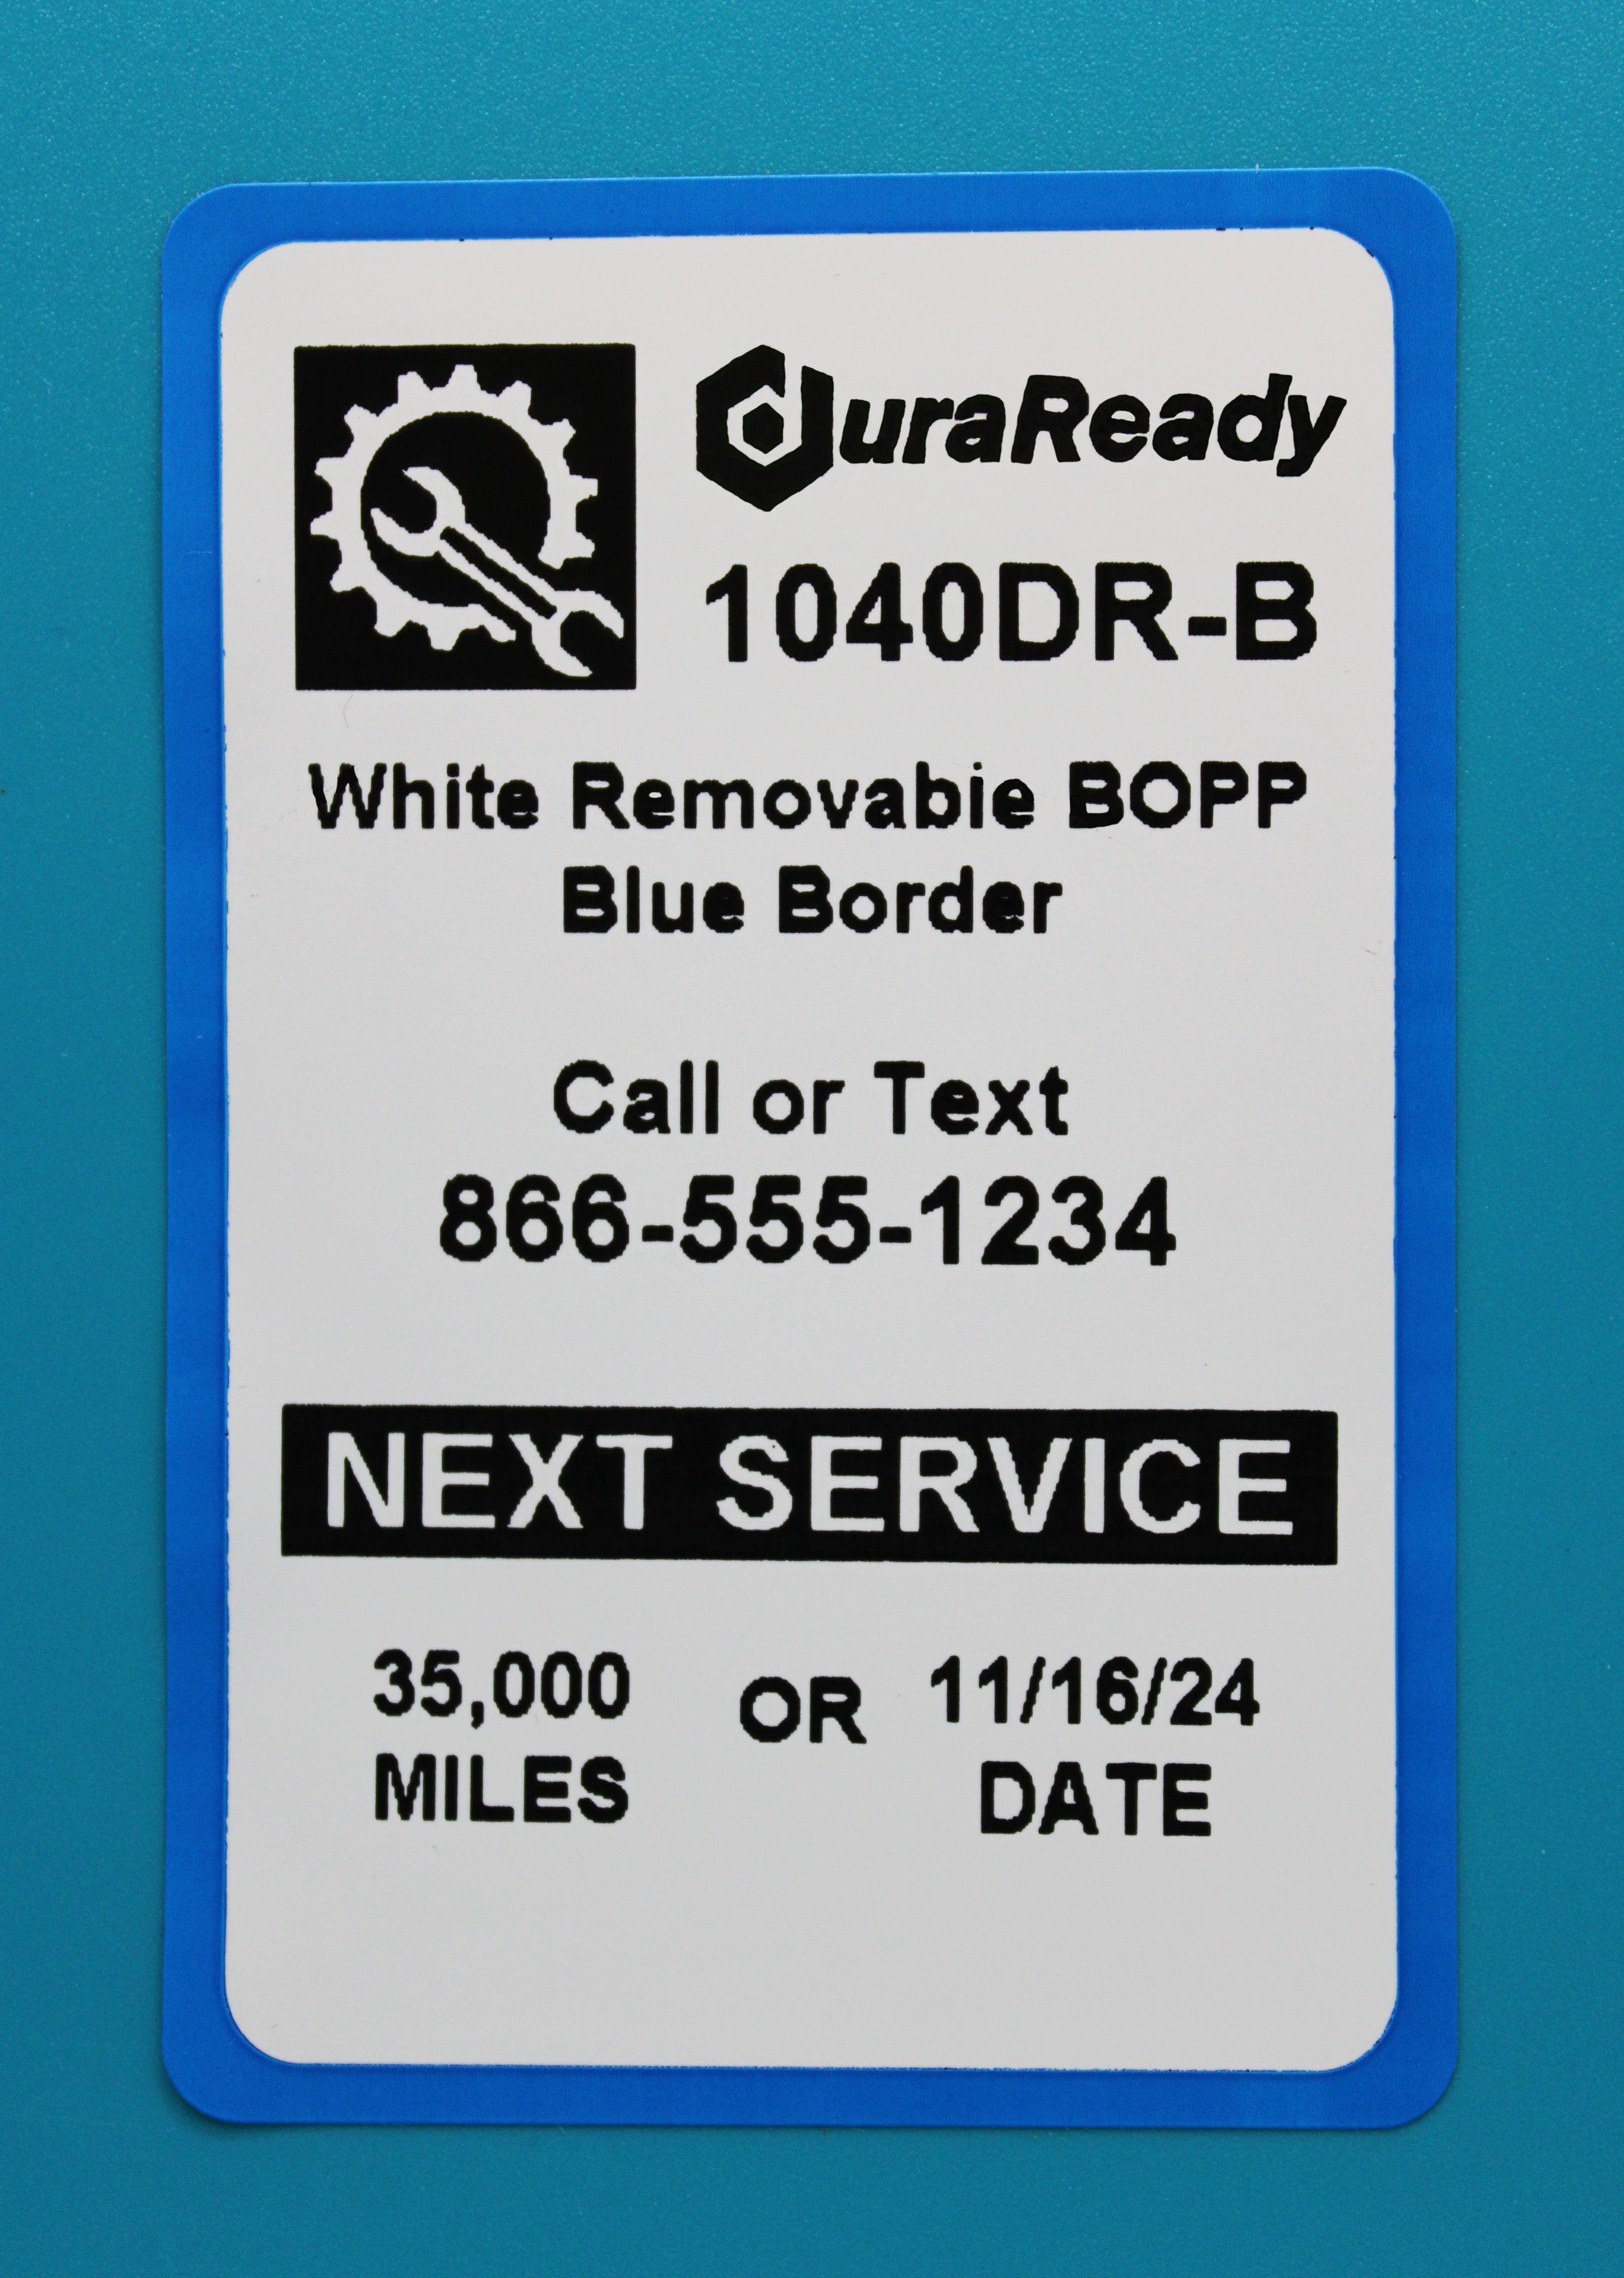 duraReady
1040DR-B
White Removabie BOPP
Blue Border
Call or Text
866-555-1234
NEXT SERVICE
35,000 OR 11/16/24
MILES DATE